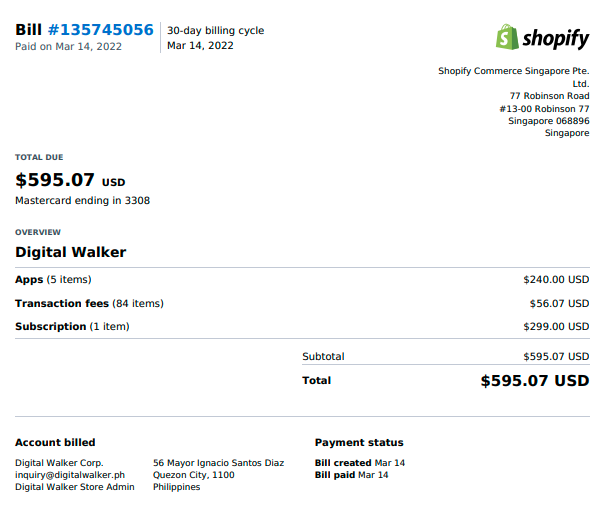 Bill #135745056
Paid on Mar 14, 2022
30-day billing cycle
Mar 14, 2022
shopify
Shopify Commerce Singapore Pte.
Ltd.
77 Robinson Road
#13-00 Robinson 77
Singapore 068896
Singapore
TOTAL DUE
$595.07 USD
Mastercard ending in 3308
OVERVIEW
Digital Walker
Apps (5 items) $240.00 USD
Transaction fees (84 items) $56.07 USD
Subscription (1 item) $299.00 USD
Subtotal $595.07 USD
Total $595.07 USD
Account billed
Digital Walker Corp.
inquiry@digitalwalker.ph
Digital Walker Store Admin
56 Mayor Ignacio Santos Diaz
Quezon City, 1100
Philippines
Payment status
Bill created Mar 14
Bill paid Mar 14